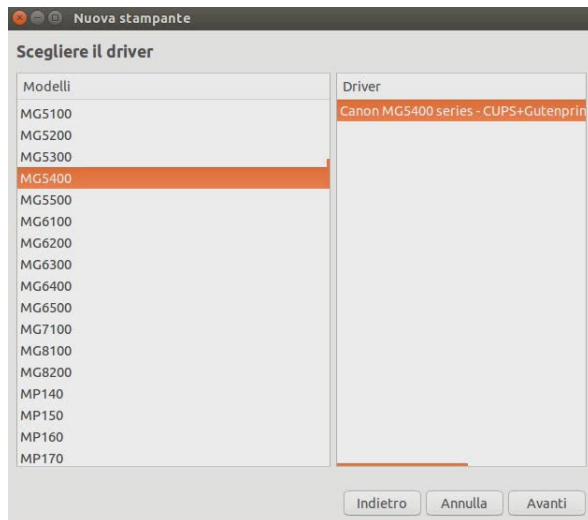 Nuova stampante
Scegliere il driver
Modelli
MG5100
MG5200
MG5300
MG5400
MG5500
MG6100
MG6200
MG6300
MG6400
MG6500
MG7100
MG8100
MG8200
MP140
MP150
MP160
MP170
Driver
Canon MG5400 series - CUPS+Gutenprin
Indietro Annulla Avanti